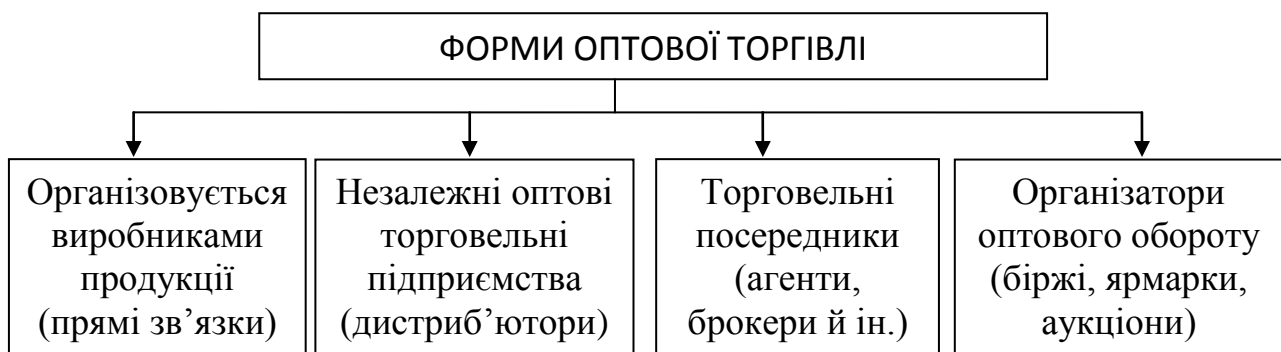 ФОРМИ ОПТОВОЇ ТОРГІВЛІ
Організовується
виробниками
продукції
(прямі зв’язки)
Незалежні оптові
торговельні
підприємства
(дистриб’ютори)
Торговельні
посередники
(агенти,
брокери й ін.)
Організатори
оптового обороту
(біржі, ярмарки,
аукціони)